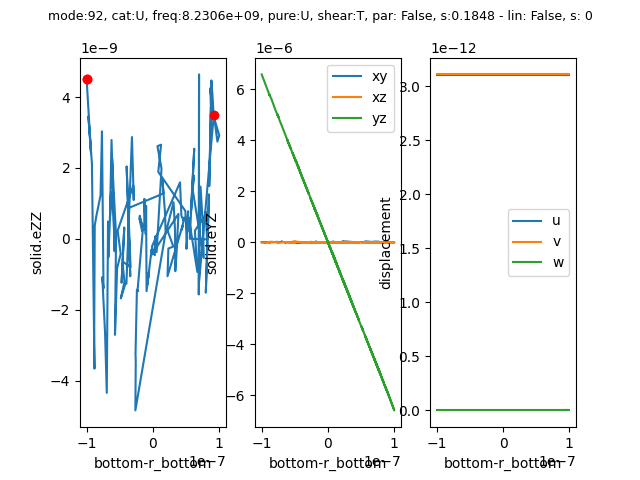 mode:92, cat:U, freq:8.2306e+09, pure:U, shear:T, par: False, s:0.1848 - lin: False, s: 0
1e−9
4
2
0
−2
−4
−1
0
1
1e−7
bottom-r_bottom
solid.eZZ
1e−6
6
4
2
0
−2
−4
−6
−1
0
1
1e−7
bottom-r_bottom
solid.eYZ
xy
xz
yz
1e−12
3.0
2.5
2.0
1.5
1.0
0.5
0.0
−1
0
1
1e−7
bottom-r_bottom
displacement
u
v
w